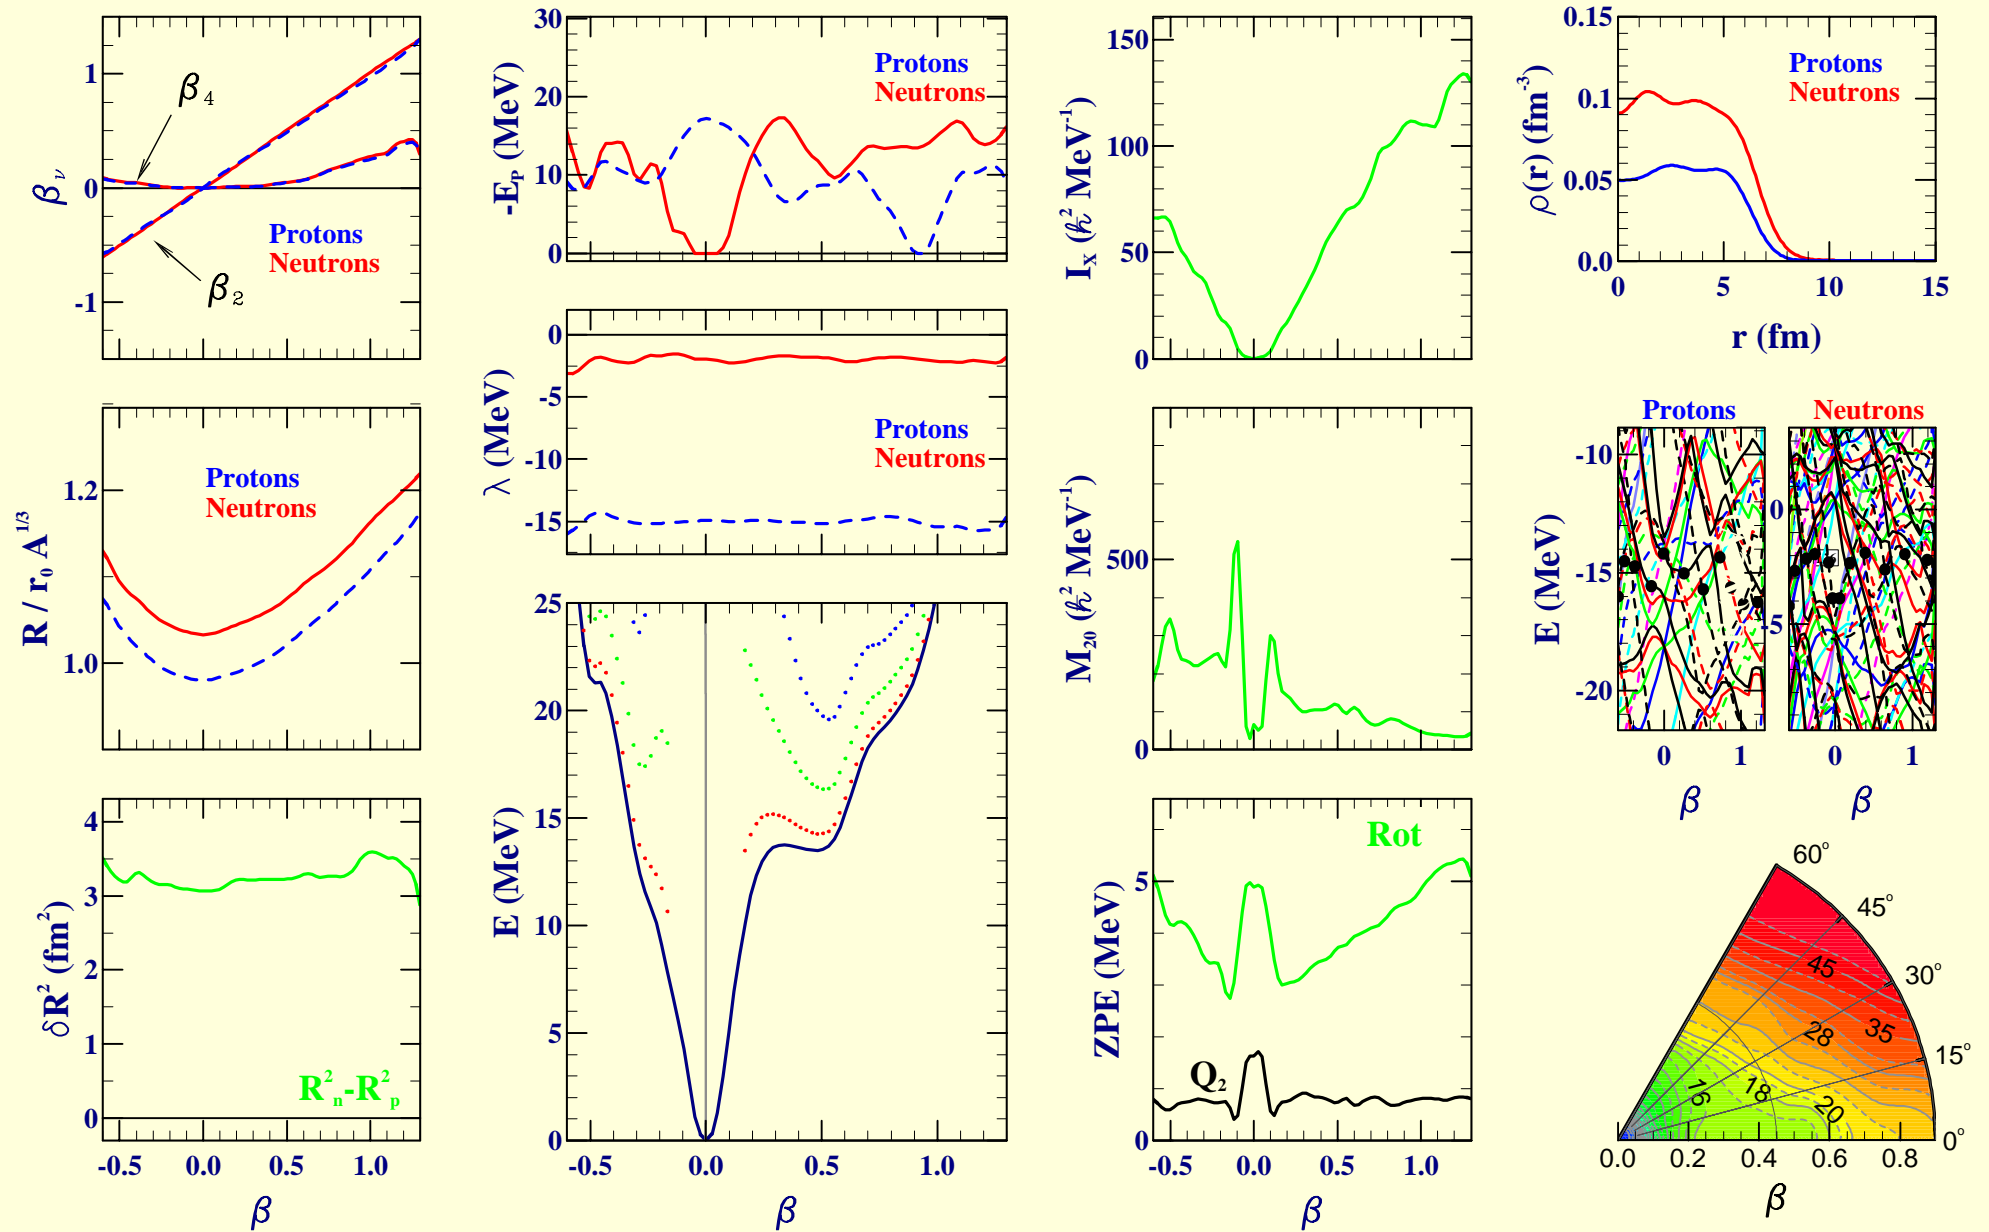 1
0
-1
β_ν
β₄
β₂
Protons
Neutrons
1.2
1.0
R / r₀ A^1/3
Protons
Neutrons
4
3
2
1
0
δR² (fm²)
R²ₙ-R²ₚ
-0.5 0.0 0.5 1.0
β
30
20
10
0
-E_P (MeV)
Protons
Neutrons
0
-5
-10
-15
λ (MeV)
Protons
Neutrons
25
20
15
10
5
0
E (MeV)
-0.5 0.0 0.5 1.0
β
150
100
50
0
I_X (ℏ² MeV⁻¹)
500
0
M₂₀ (ℏ² MeV⁻¹)
5
0
ZPE (MeV)
Rot
Q₂
-0.5 0.0 0.5 1.0
β
0.15
0.1
0.05
0.0
ρ(r) (fm⁻³)
Protons
Neutrons
0 5 10 15
r (fm)
Protons Neutrons
-10
-15
-20
E (MeV)
0
-5
0 1 0 1
β β
60°
45°
30°
15°
0°
45
35
28
20
18
16
0.0 0.2 0.4 0.6 0.8
β